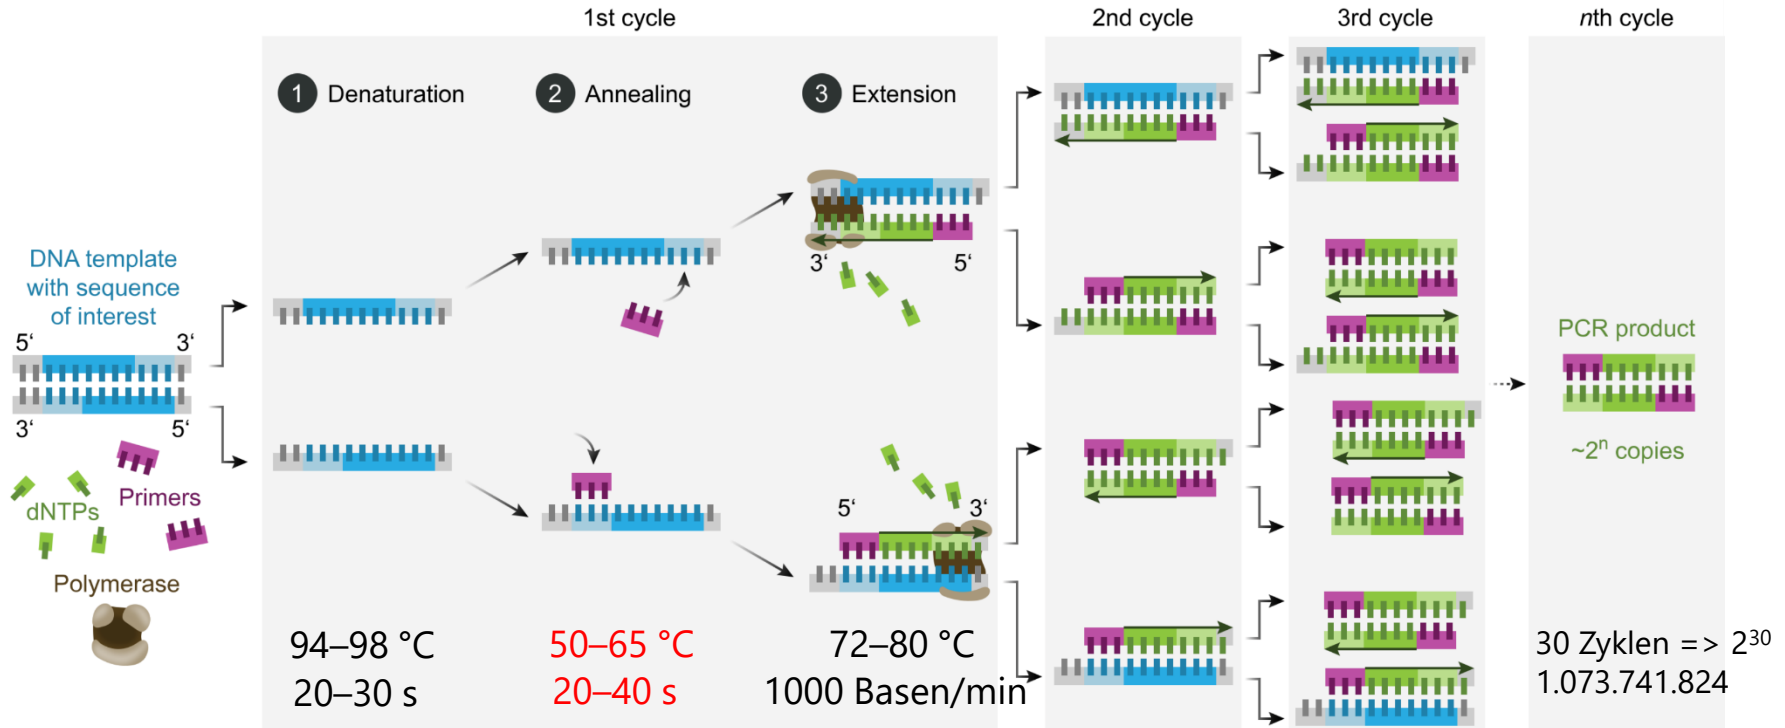 1st cycle
2nd cycle
3rd cycle
nth cycle
1 Denaturation
2 Annealing
3 Extension
DNA template
with sequence
of interest
5‘ 3‘
3‘ 5‘
Primers
dNTPs
Polymerase
3‘ 5‘
5‘ 3‘
94–98 °C
20–30 s
50–65 °C
20–40 s
72–80 °C
1000 Basen/min
PCR product
~2ⁿ copies
30 Zyklen => 2³⁰
1.073.741.824